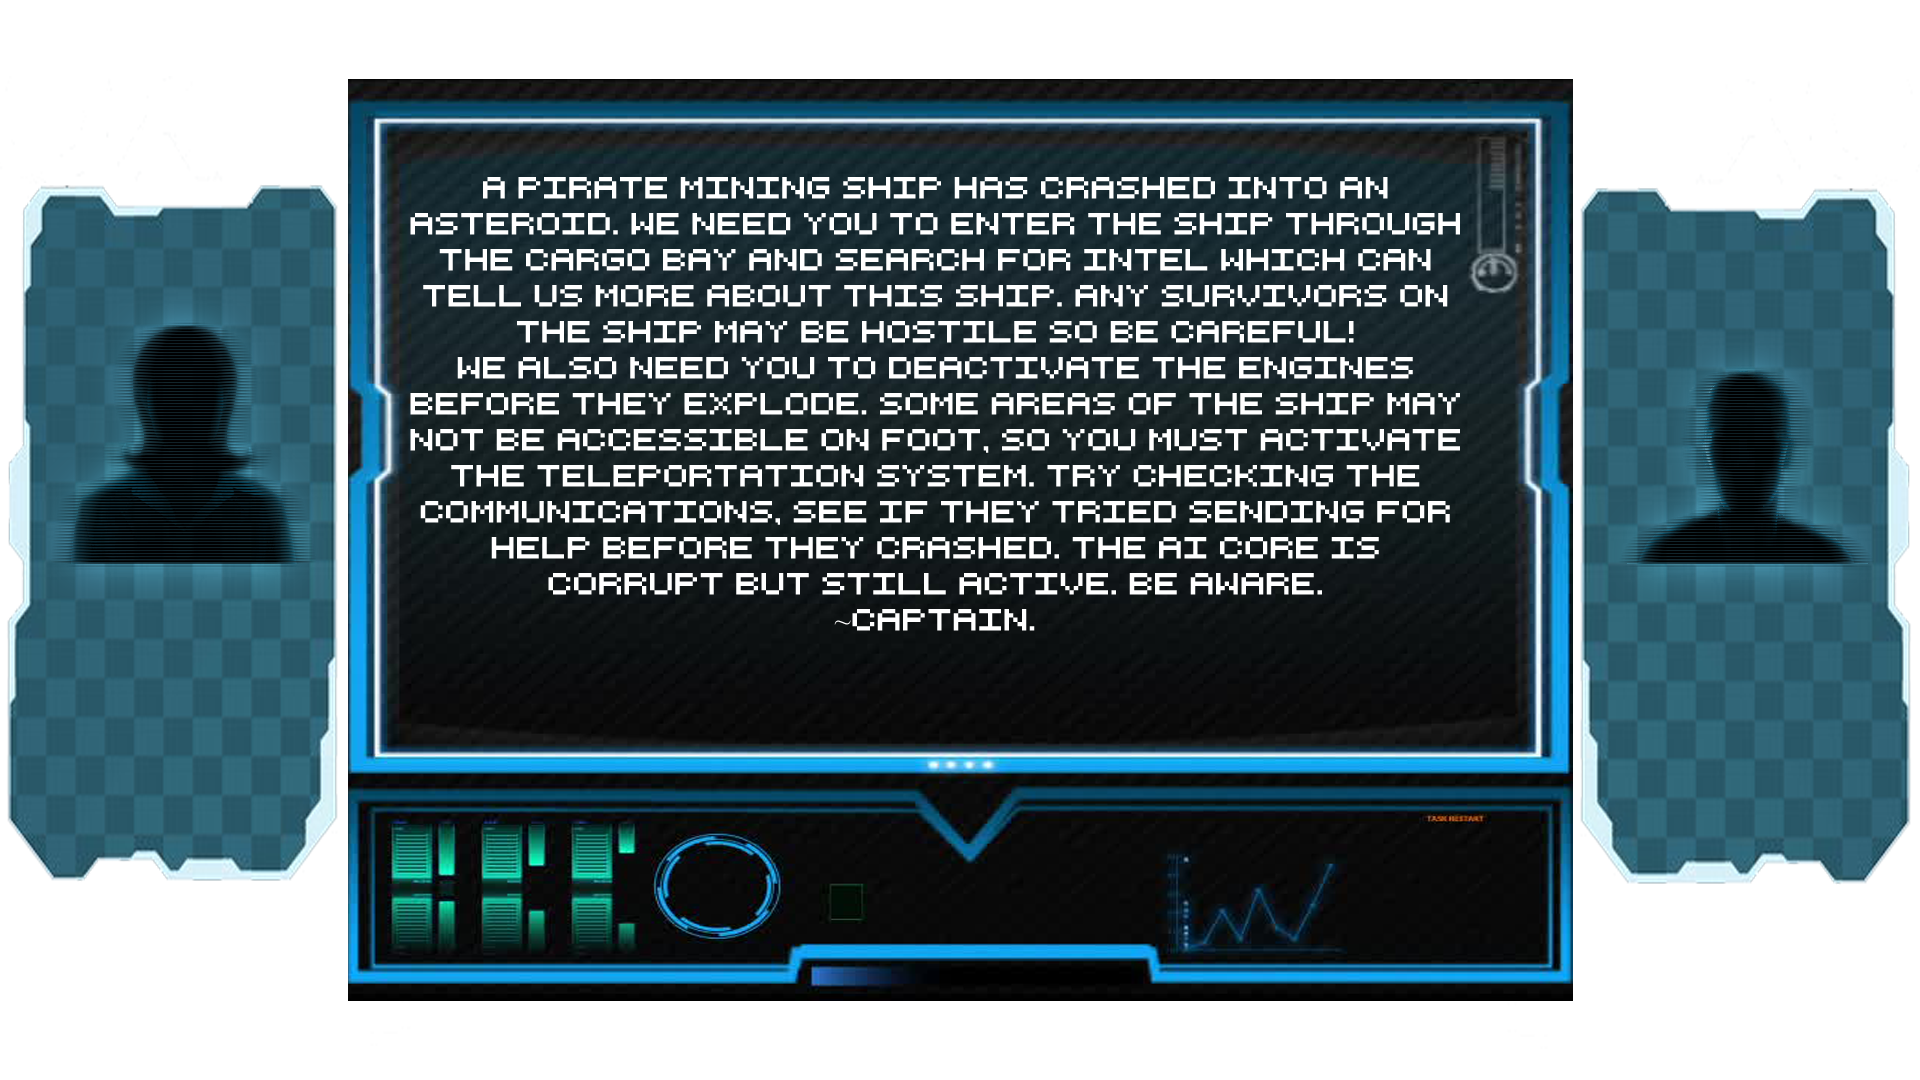 A PIRATE MINING SHIP HAS CRASHED INTO AN
ASTEROID. WE NEED YOU TO ENTER THE SHIP THROUGH
THE CARGO BAY AND SEARCH FOR INTEL WHICH CAN
TELL US MORE ABOUT THIS SHIP. ANY SURVIVORS ON
THE SHIP MAY BE HOSTILE SO BE CAREFUL!
WE ALSO NEED YOU TO DEACTIVATE THE ENGINES
BEFORE THEY EXPLODE. SOME AREAS OF THE SHIP MAY
NOT BE ACCESSIBLE ON FOOT, SO YOU MUST ACTIVATE
THE TELEPORTATION SYSTEM. TRY CHECKING THE
COMMUNICATIONS, SEE IF THEY TRIED SENDING FOR
HELP BEFORE THEY CRASHED. THE AI CORE IS
CORRUPT BUT STILL ACTIVE. BE AWARE.
~CAPTAIN.
TASK RESTART